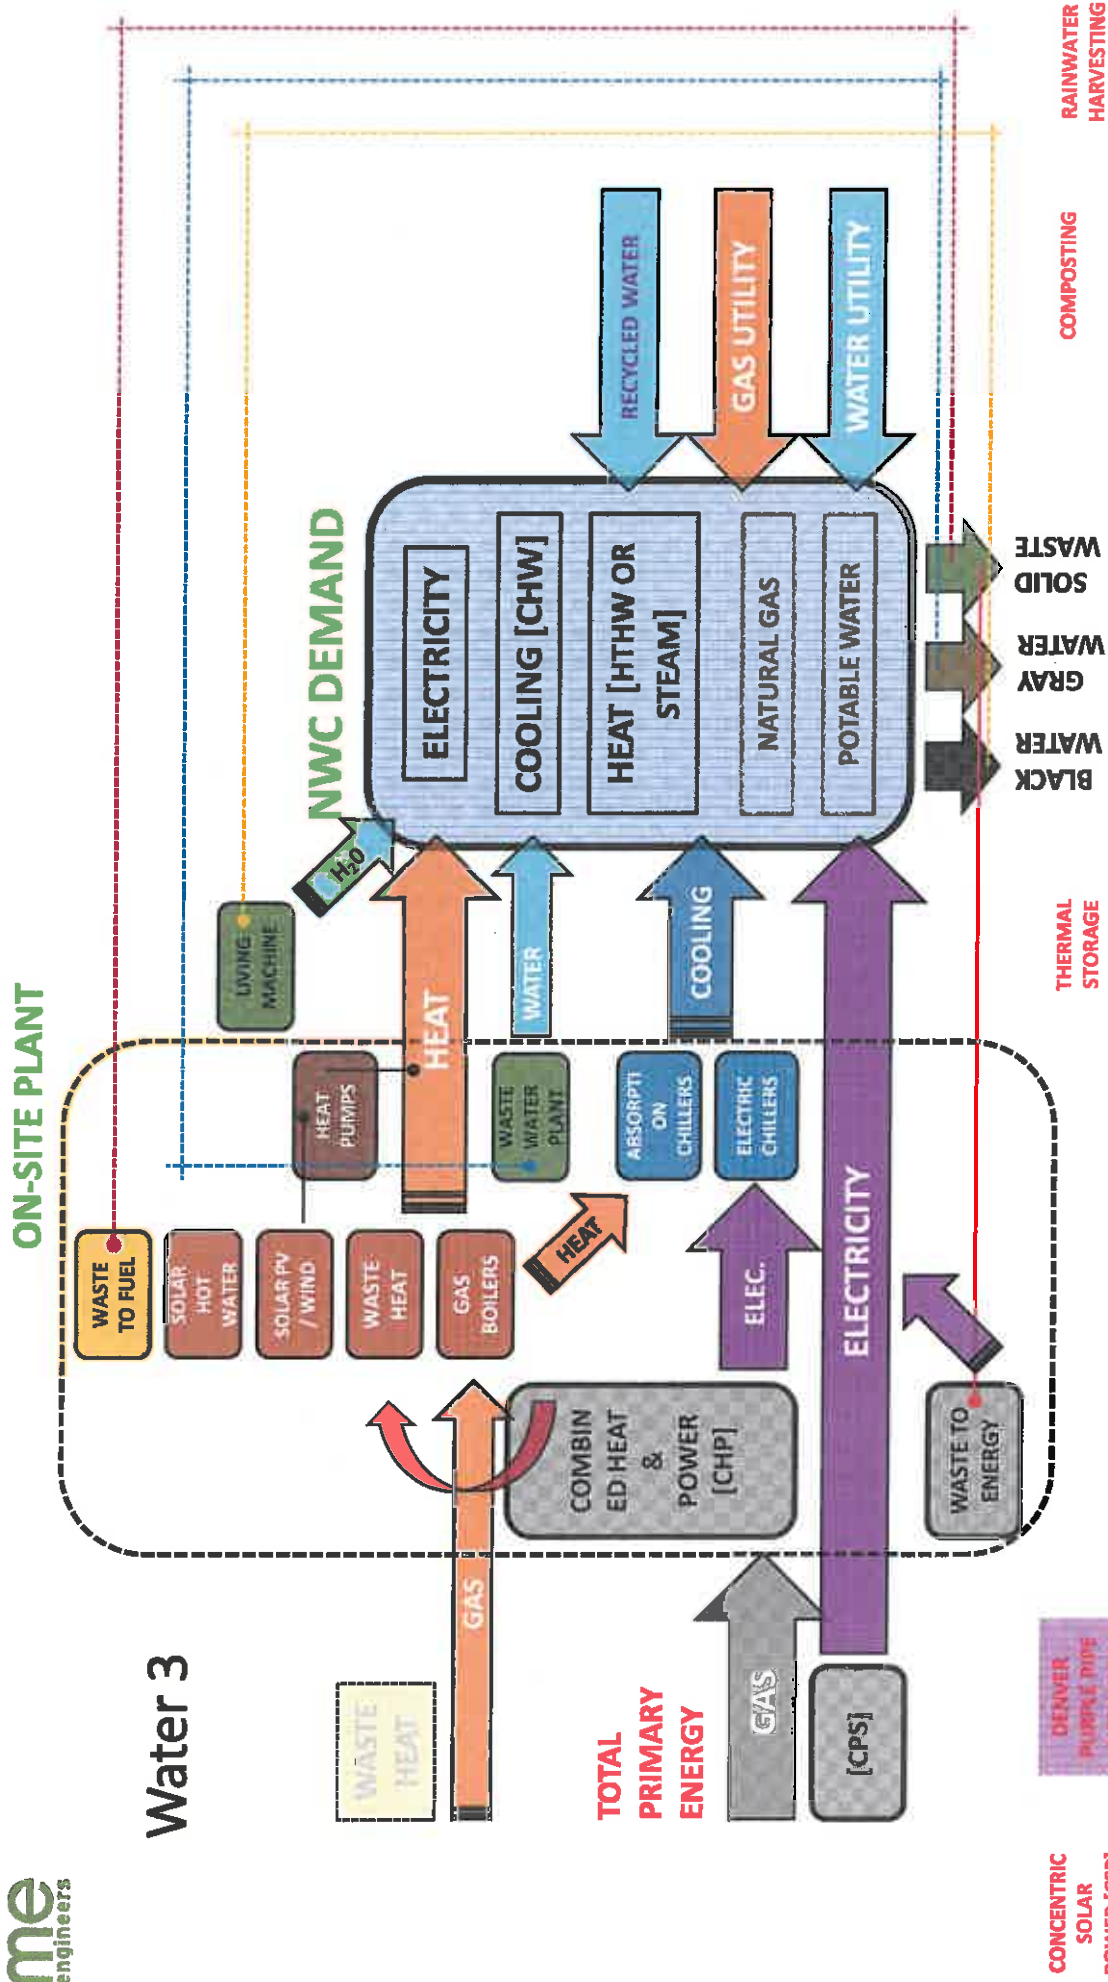 me
engineers
Water 3
ON-SITE PLANT
NWC DEMAND
WASTE
TO FUEL
SOLAR
HOT
WATER
SOLAR PV
/ WIND
WASTE
HEAT
GAS
BOILERS
HEAT
PUMPS
LIVING
MACHINE
H₂O
HEAT
WATER
WASTE
WATER
PLANT
HEAT
ABSORPTI
ON
CHILLERS
ELECTRIC
CHILLERS
COOLING
ELEC.
ELECTRICITY
WASTE
HEAT
GAS
COMBIN
ED HEAT
&
POWER
[CHP]
TOTAL
PRIMARY
ENERGY
GAS
[CPS]
WASTE TO
ENERGY
ELECTRICITY
COOLING [CHW]
HEAT [HTHW OR
STEAM]
NATURAL GAS
POTABLE WATER
RECYCLED WATER
GAS UTILITY
WATER UTILITY
BLACK
WATER
GRAY
WATER
SOLID
WASTE
CONCENTRIC
SOLAR
POWER [CSP]
DENVER
PURPLE PIPE
THERMAL
STORAGE
COMPOSTING
RAINWATER
HARVESTING